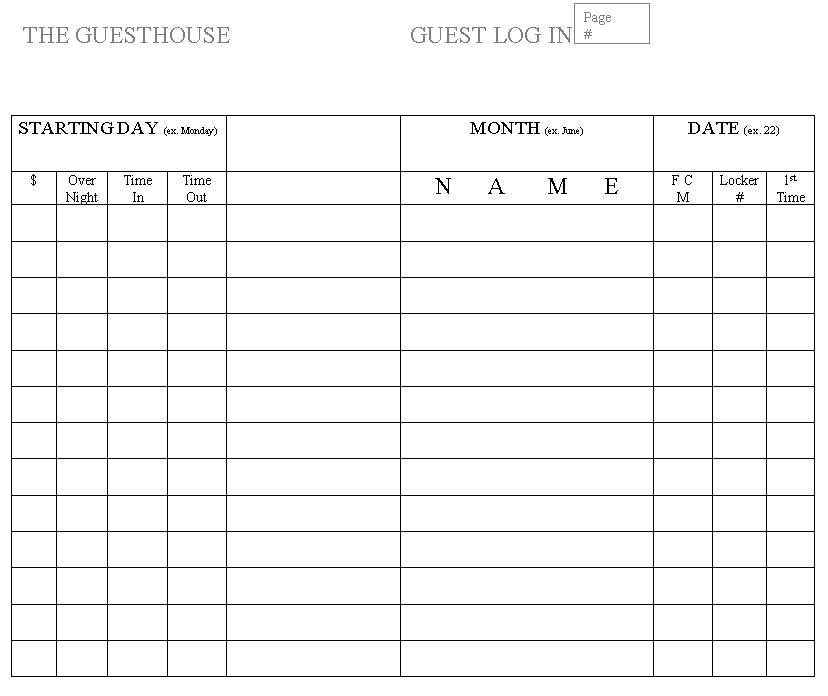 THE GUESTHOUSE GUEST LOG IN Page
#
STARTING DAY (ex. Monday) MONTH (ex. June) DATE (ex. 22)
$ Over Time Time N A M E F C Locker 1st
Night In Out M # Time